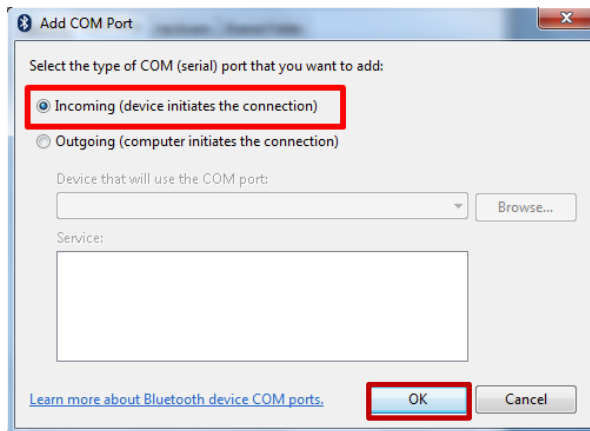 Add COM Port
Select the type of COM (serial) port that you want to add:
Incoming (device initiates the connection)
Outgoing (computer initiates the connection)
Device that will use the COM port:
Browse...
Service:
Learn more about Bluetooth device COM ports.
OK
Cancel